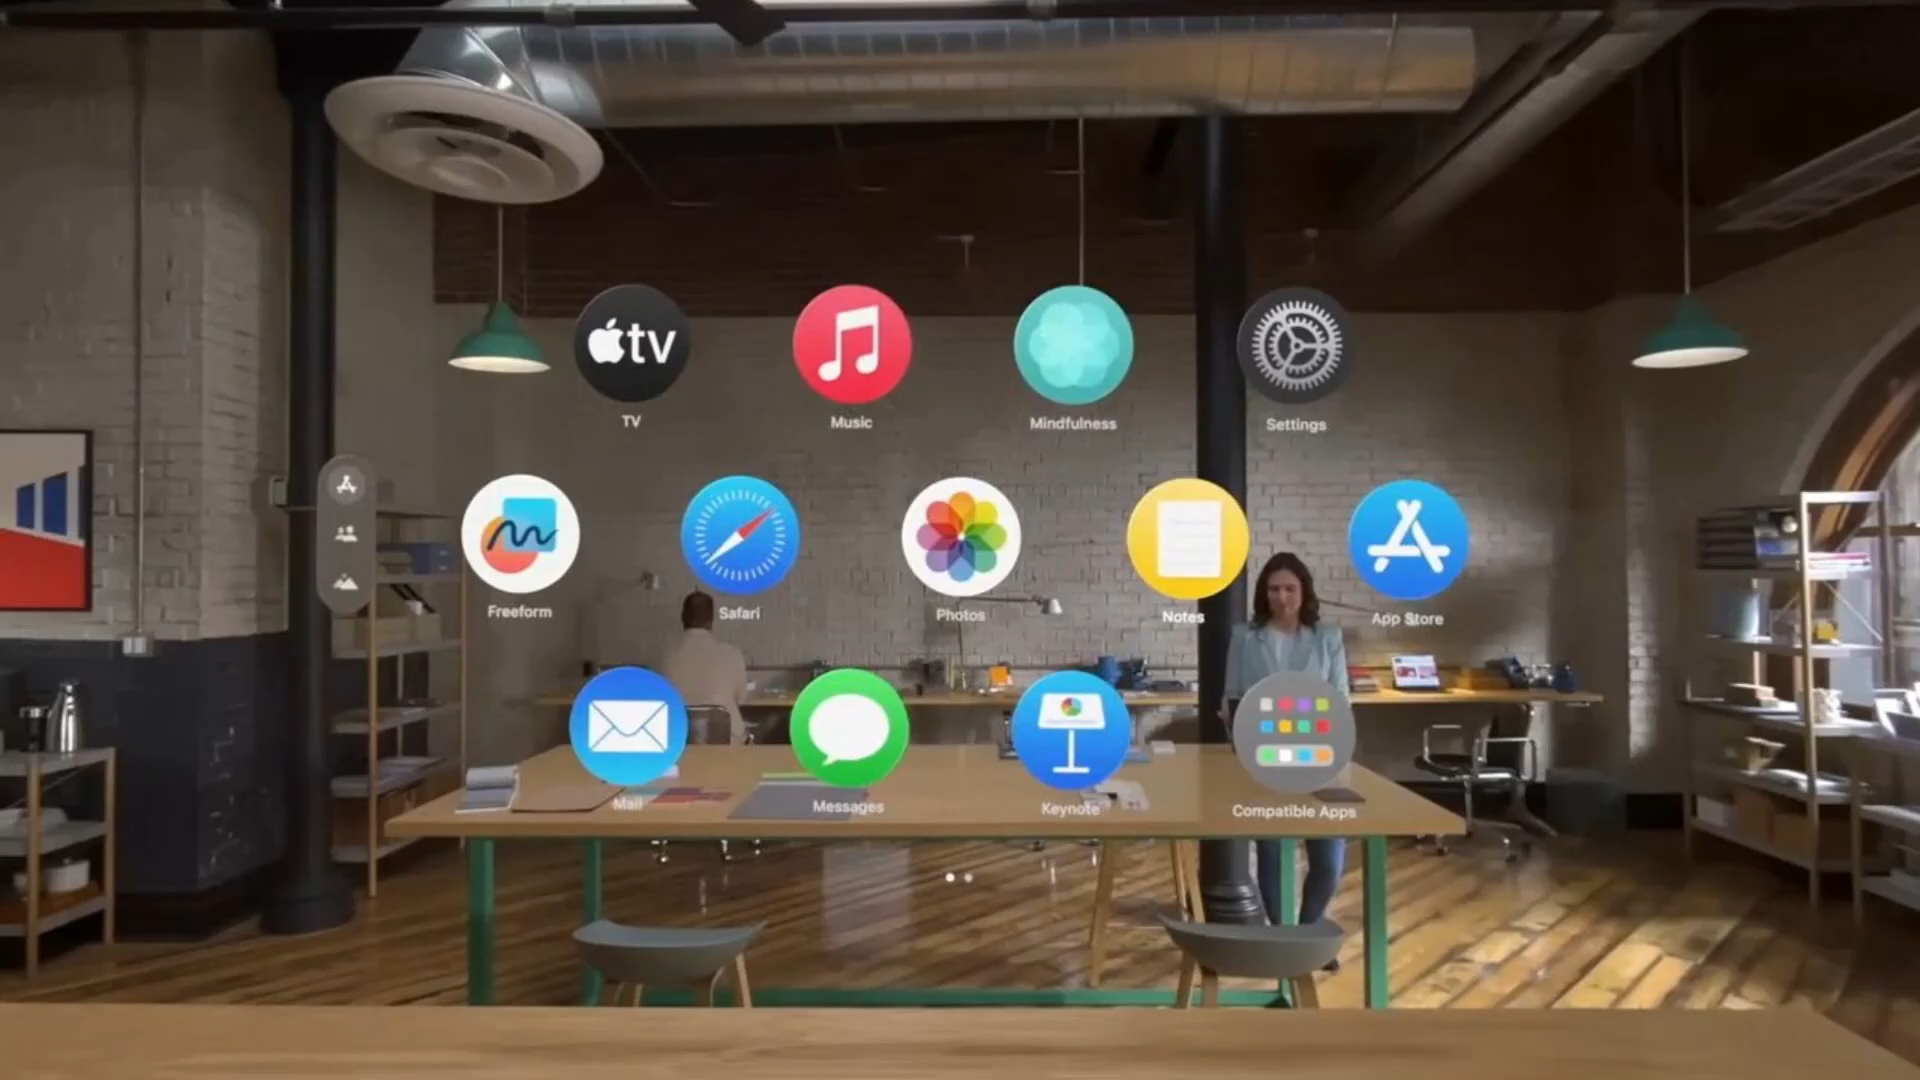 tv
TV
Music
Mindfulness
Settings
Freeform
Safari
Photos
Notes
App Store
Mail
Messages
Keynote
Compatible Apps